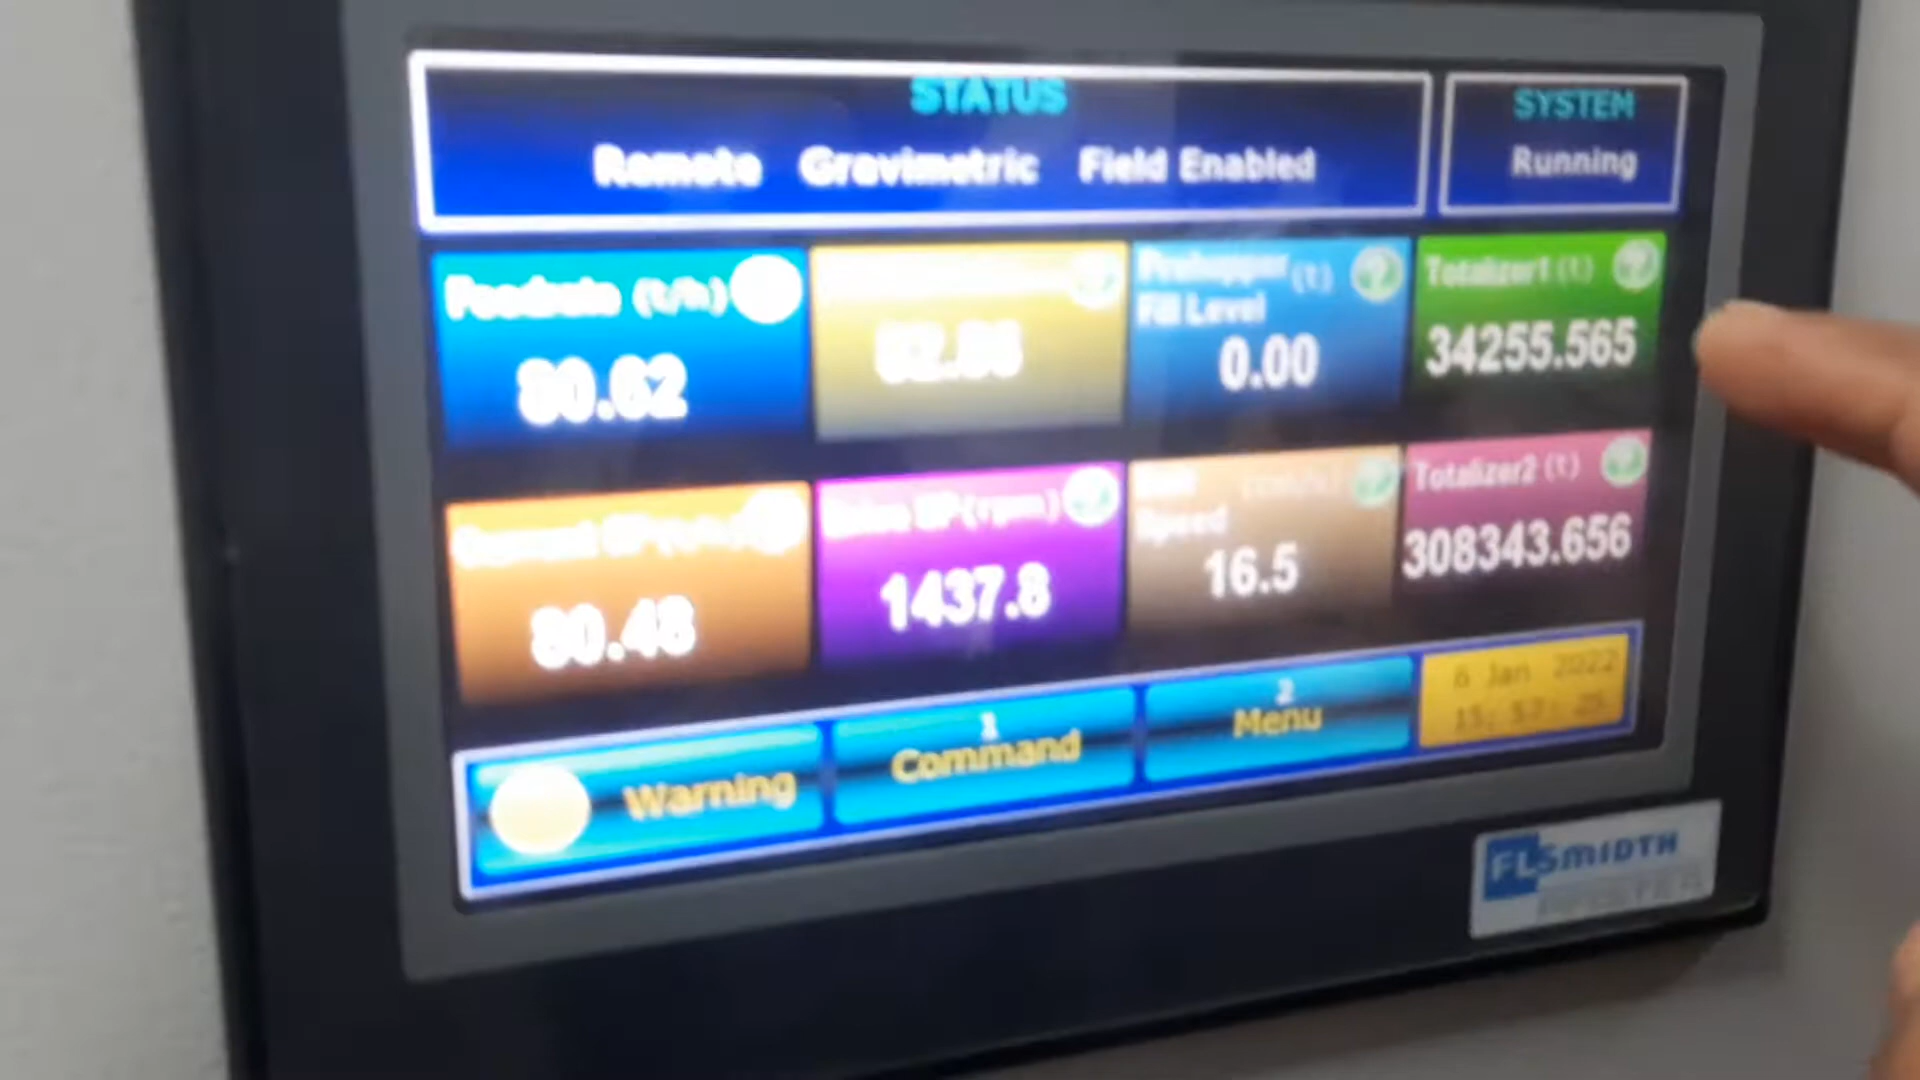 STATUS
Remote Gravimetric Field Enabled
SYSTEM
Running
Feedrate (t/h)
80.62
Prehopper (t)
Fill Level
0.00
Totalizer1 (t)
34255.565
80.48
1437.8
Speed
16.5
Totalizer2 (t)
308343.656
Warning
1
Command
2
Menu
6 Jan 2022
FLSMIDTH